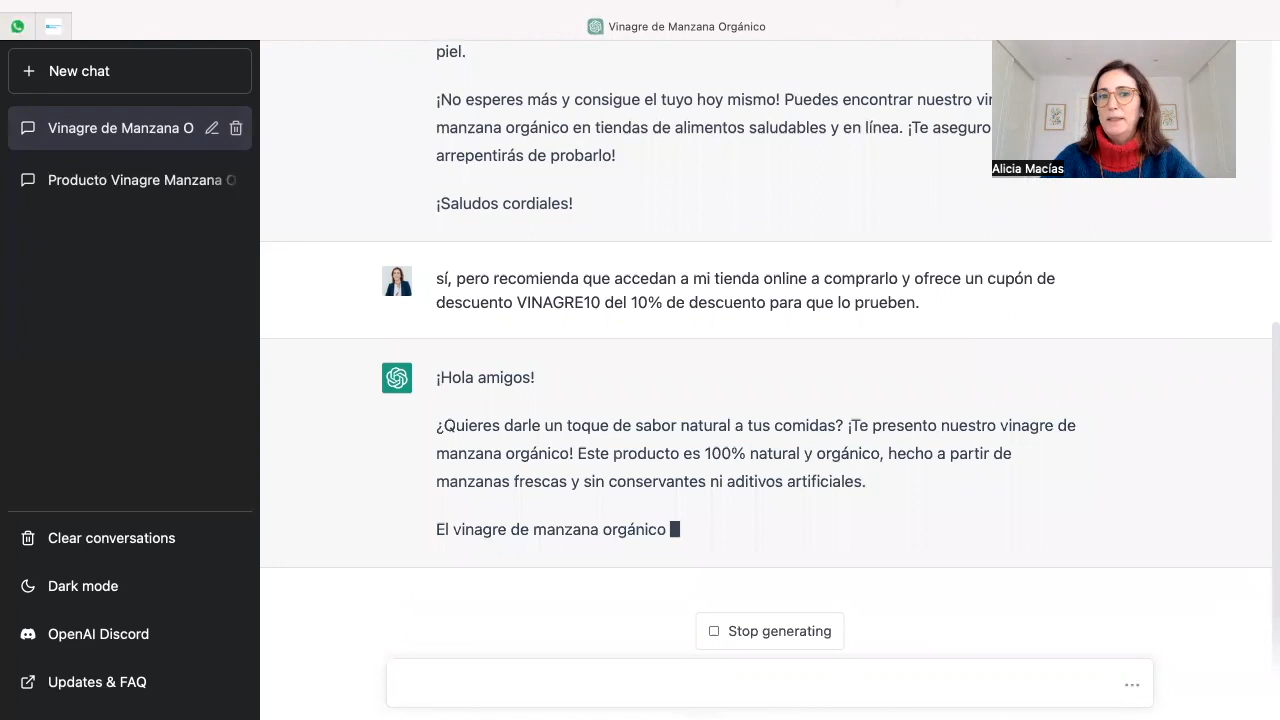 Vinagre de Manzana Orgánico
New chat
Vinagre de Manzana O
Producto Vinagre Manzana O
Clear conversations
Dark mode
OpenAI Discord
Updates & FAQ
piel.
¡No esperes más y consigue el tuyo hoy mismo! Puedes encontrar nuestro vin
manzana orgánico en tiendas de alimentos saludables y en línea. ¡Te aseguro
arrepentirás de probarlo!
¡Saludos cordiales!
Alicia Macías
sí, pero recomienda que accedan a mi tienda online a comprarlo y ofrece un cupón de
descuento VINAGRE10 del 10% de descuento para que lo prueben.
¡Hola amigos!
¿Quieres darle un toque de sabor natural a tus comidas? ¡Te presento nuestro vinagre de
manzana orgánico! Este producto es 100% natural y orgánico, hecho a partir de
manzanas frescas y sin conservantes ni aditivos artificiales.
El vinagre de manzana orgánico
Stop generating